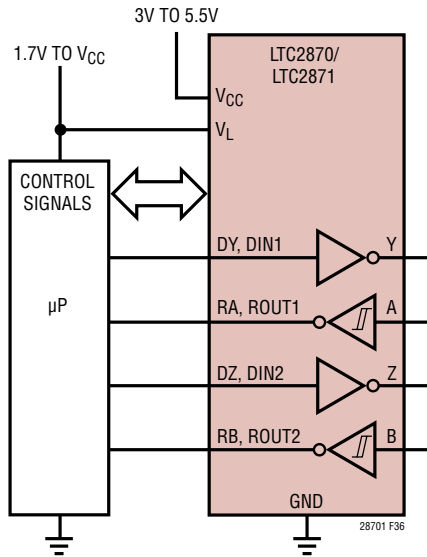 3V TO 5.5V
1.7V TO VCC
LTC2870/
LTC2871
VCC
VL
CONTROL
SIGNALS
µP
DY, DIN1
Y
RA, ROUT1
A
DZ, DIN2
Z
RB, ROUT2
B
GND
28701 F36